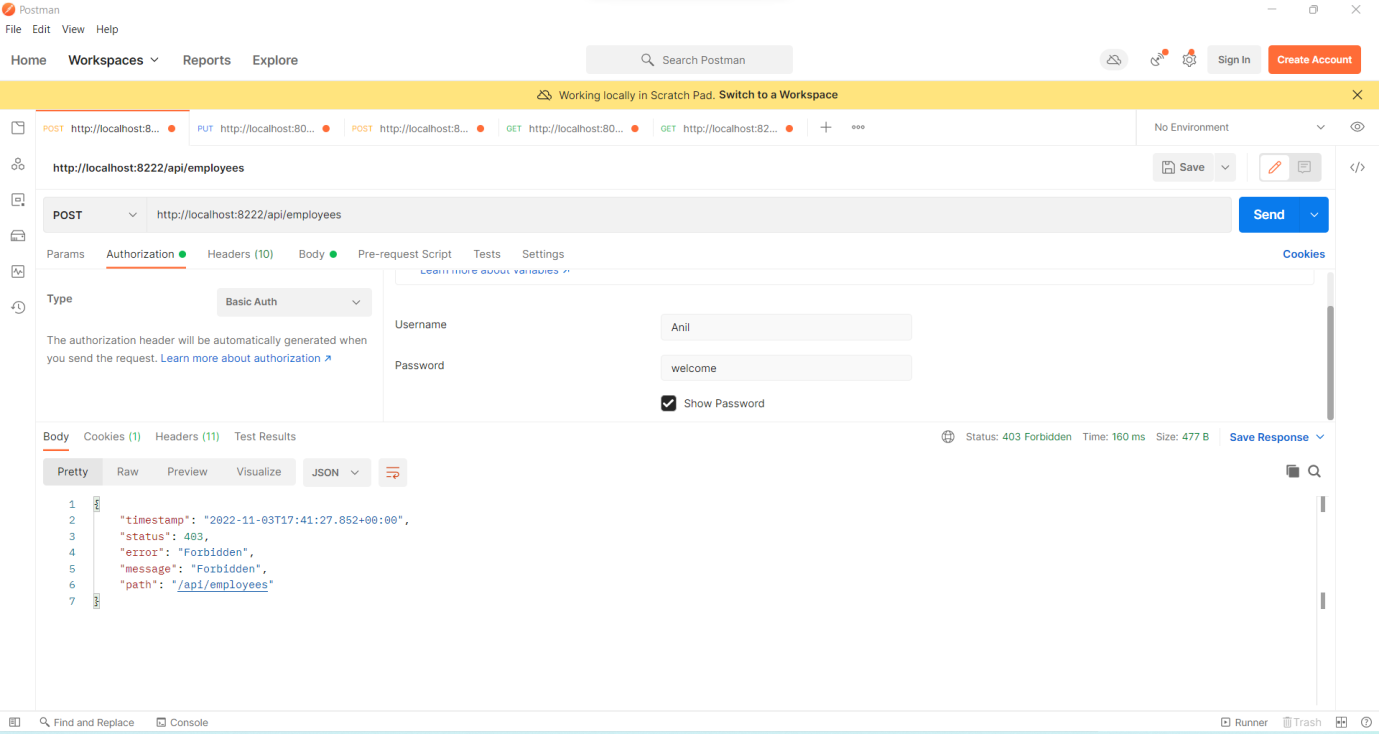 Postman
File Edit View Help
Home Workspaces Reports Explore Search Postman Sign In Create Account
Working locally in Scratch Pad. Switch to a Workspace
POST http://localhost:8... PUT http://localhost:80... POST http://localhost:8... GET http://localhost:80... GET http://localhost:82... No Environment
http://localhost:8222/api/employees Save
POST http://localhost:8222/api/employees Send
Params Authorization Headers (10) Body Pre-request Script Tests Settings Cookies
Learn more about variables ↗
Type Basic Auth
The authorization header will be automatically generated when
you send the request. Learn more about authorization ↗
Username Anil
Password welcome
Show Password
Body Cookies (1) Headers (11) Test Results Status: 403 Forbidden Time: 160 ms Size: 477 B Save Response
Pretty Raw Preview Visualize JSON
1 {
2 "timestamp": "2022-11-03T17:41:27.852+00:00",
3 "status": 403,
4 "error": "Forbidden",
5 "message": "Forbidden",
6 "path": "/api/employees"
7 }
Find and Replace Console Runner Trash